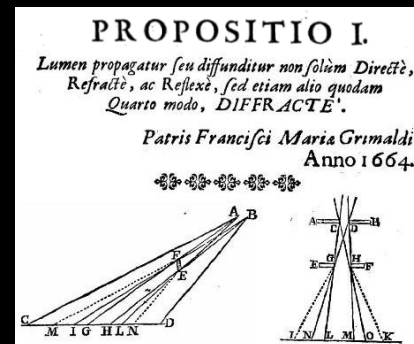 PROPOSITIO I.
Lumen propagatur ſeu diffunditur non ſolùm Directè,
Refractè, ac Reflexè, ſed etiam alio quodam
Quarto modo, DIFFRACTE'.
Patris Franciſci Mariæ Grimaldi
Anno 1664.
A B
F
E
C M I G H L N D
A C D B
G H
E F
I N L M O K